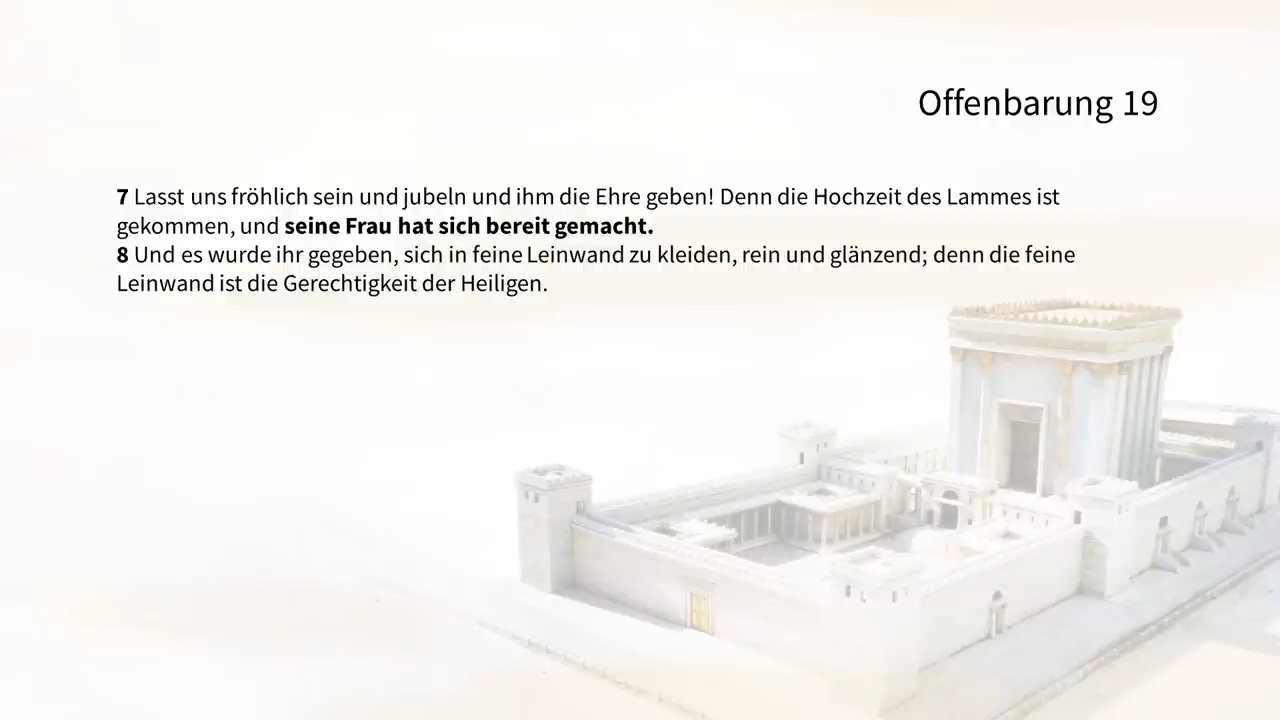 Offenbarung 19
7 Lasst uns fröhlich sein und jubeln und ihm die Ehre geben! Denn die Hochzeit des Lammes ist
gekommen, und seine Frau hat sich bereit gemacht.
8 Und es wurde ihr gegeben, sich in feine Leinwand zu kleiden, rein und glänzend; denn die feine
Leinwand ist die Gerechtigkeit der Heiligen.